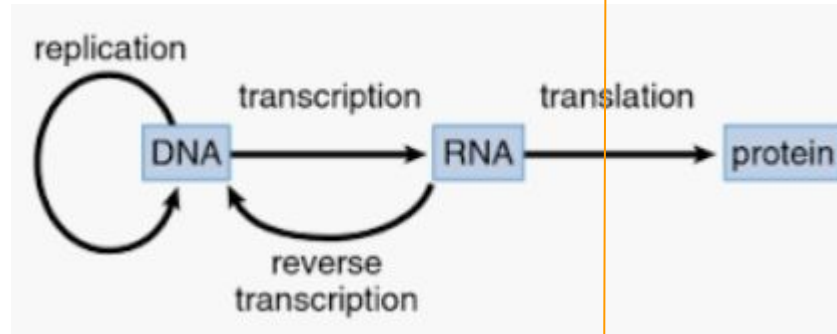 replication
transcription
translation
DNA
RNA
protein
reverse
transcription